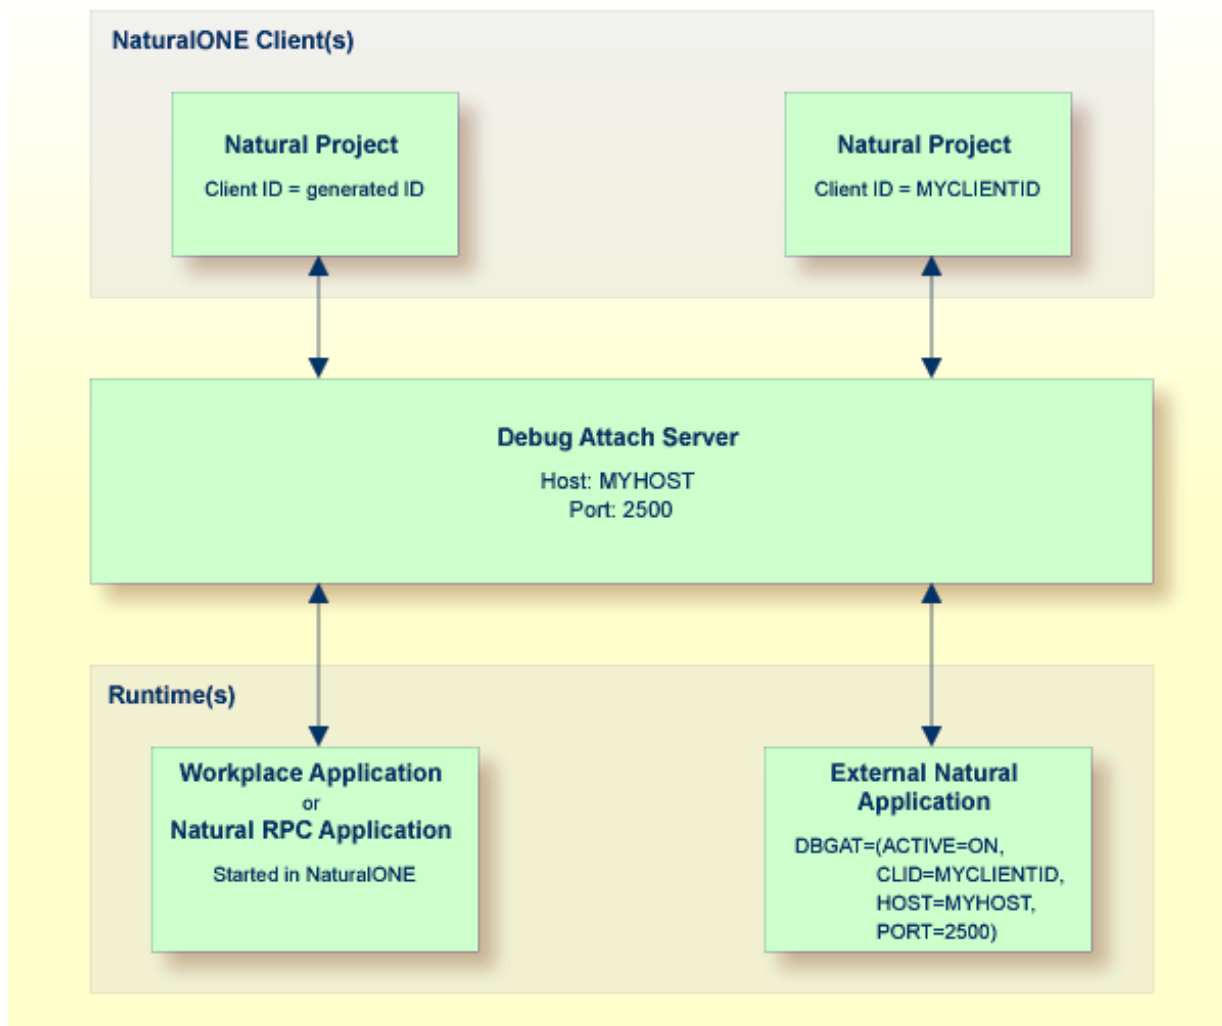 NaturalONE Client(s)
Natural Project
Client ID = generated ID
Natural Project
Client ID = MYCLIENTID
Debug Attach Server
Host: MYHOST
Port: 2500
Runtime(s)
Workplace Application
or
Natural RPC Application
Started in NaturalONE
External Natural
Application
DBGAT=(ACTIVE=ON,
CLID=MYCLIENTID,
HOST=MYHOST,
PORT=2500)